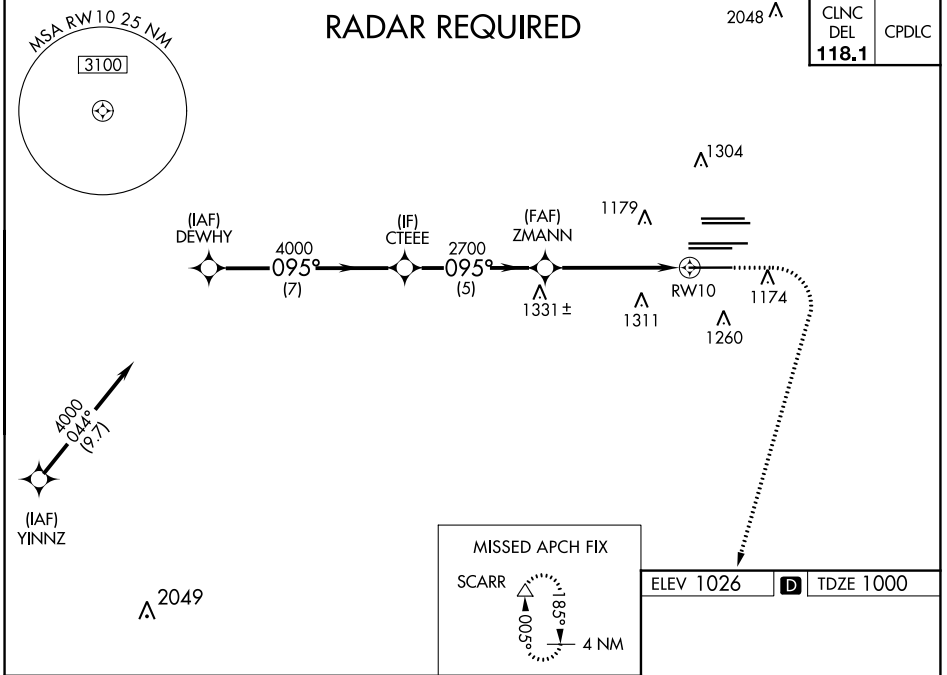 MSA RW10 25 NM
3100
RADAR REQUIRED
2048
CLNC
DEL
118.1
CPDLC
1304
1179
(IAF)
DEWHY
4000
095°
(7)
(IF)
CTEEE
2700
095°
(5)
(FAF)
ZMANN
1331 ±
1311
RW10
1174
1260
4000
044°
(9.7)
(IAF)
YINNZ
2049
MISSED APCH FIX
SCARR
005°
185°
4 NM
ELEV 1026
D
TDZE 1000